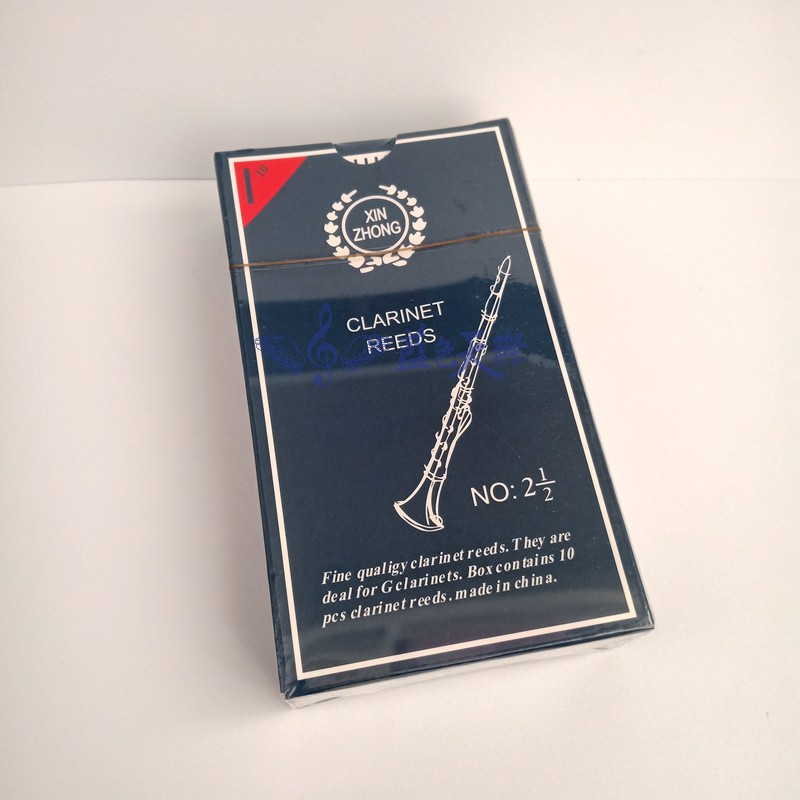 10
XIN
ZHONG
CLARINET
REEDS
NO: 2 1/2
Fine qualigy clarinet reeds. They are
deal for G clarinets. Box contains 10
pcs clarinet reeds. made in china.